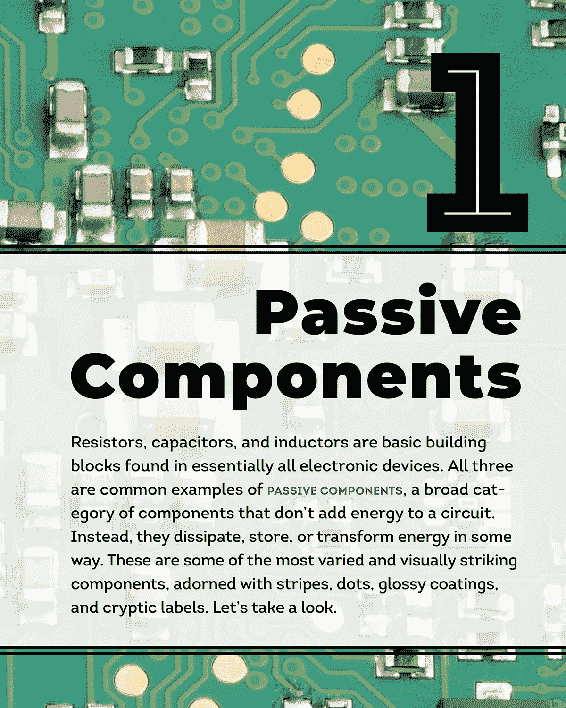 1
Passive
Components
Resistors, capacitors, and inductors are basic building
blocks found in essentially all electronic devices. All three
are common examples of PASSIVE COMPONENTS, a broad cat-
egory of components that don't add energy to a circuit.
Instead, they dissipate, store, or transform energy in some
way. These are some of the most varied and visually striking
components, adorned with stripes, dots, glossy coatings,
and cryptic labels. Let's take a look.